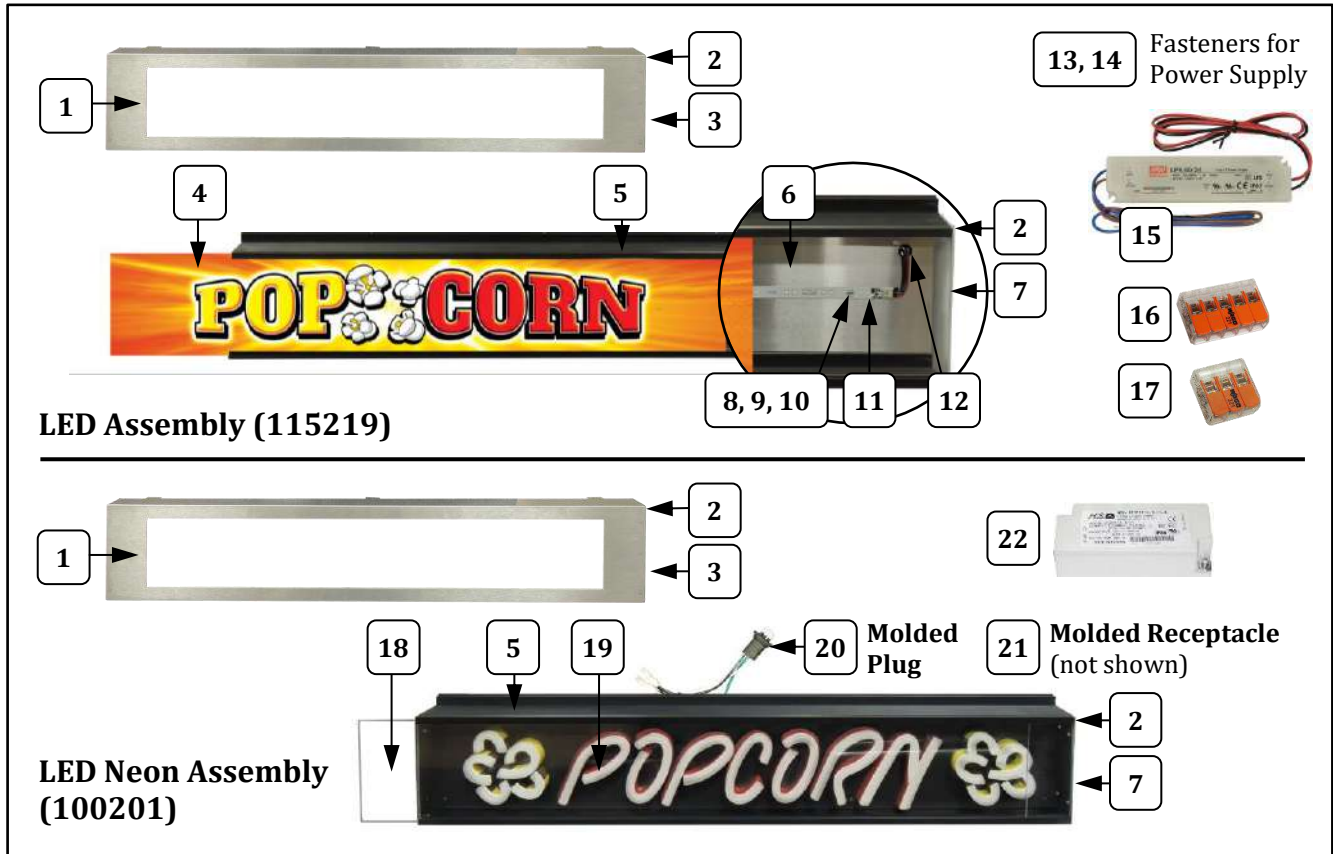 1
2
3
13, 14
Fasteners for
Power Supply
4
5
6
2
7
15
16
17
POP CORN
8, 9, 10
11
12
LED Assembly (115219)
1
2
3
22
18
5
19
20
Molded
Plug
21
Molded Receptacle
(not shown)
POPCORN
2
7
LED Neon Assembly
(100201)